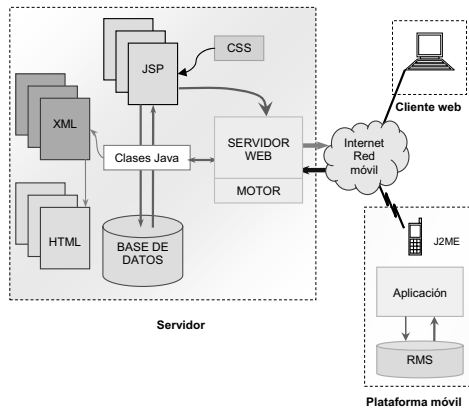 JSP
CSS
XML
Clases Java
SERVIDOR
WEB
MOTOR
HTML
BASE DE
DATOS
Servidor
Internet
Red
móvil
Cliente web
J2ME
Aplicación
RMS
Plataforma móvil